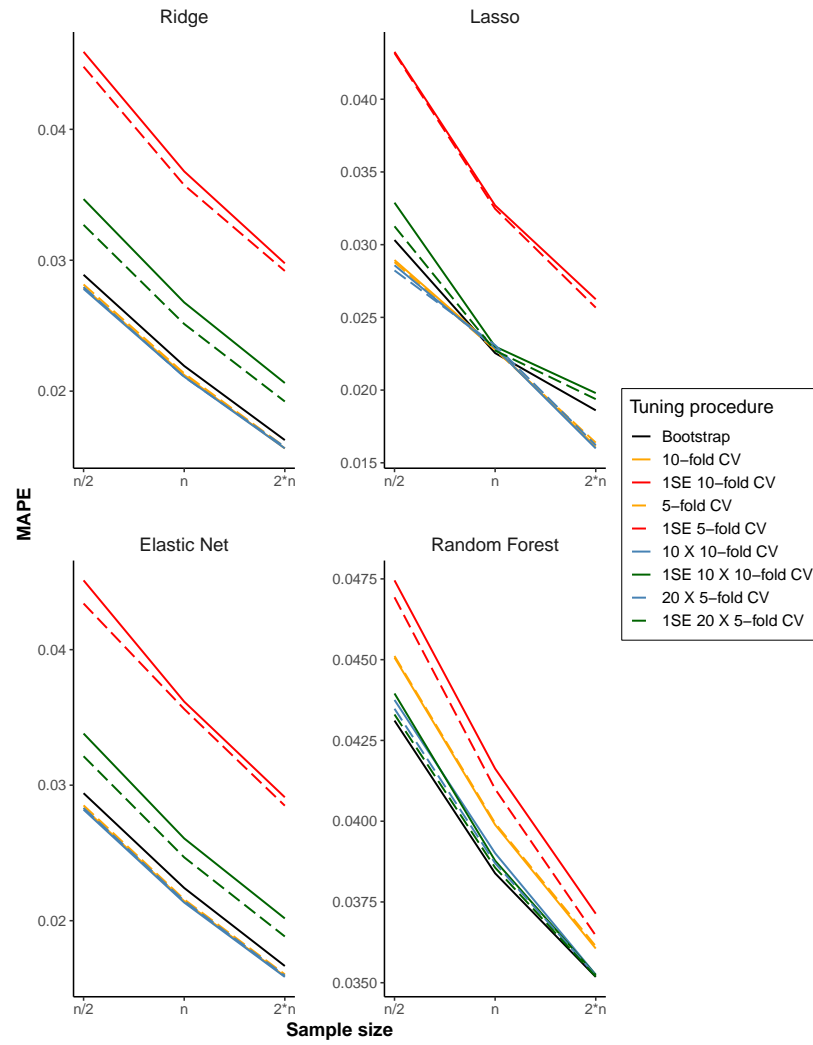 Ridge
Lasso
0.04
0.03
0.02
0.040
0.035
0.030
0.025
0.020
0.015
n/2
n
2*n
n/2
n
2*n
MAPE
Elastic Net
Random Forest
0.04
0.03
0.02
0.0475
0.0450
0.0425
0.0400
0.0375
0.0350
n/2
n
2*n
n/2
n
2*n
Sample size
Tuning procedure
Bootstrap
10−fold CV
1SE 10−fold CV
5−fold CV
1SE 5−fold CV
10 X 10−fold CV
1SE 10 X 10−fold CV
20 X 5−fold CV
1SE 20 X 5−fold CV